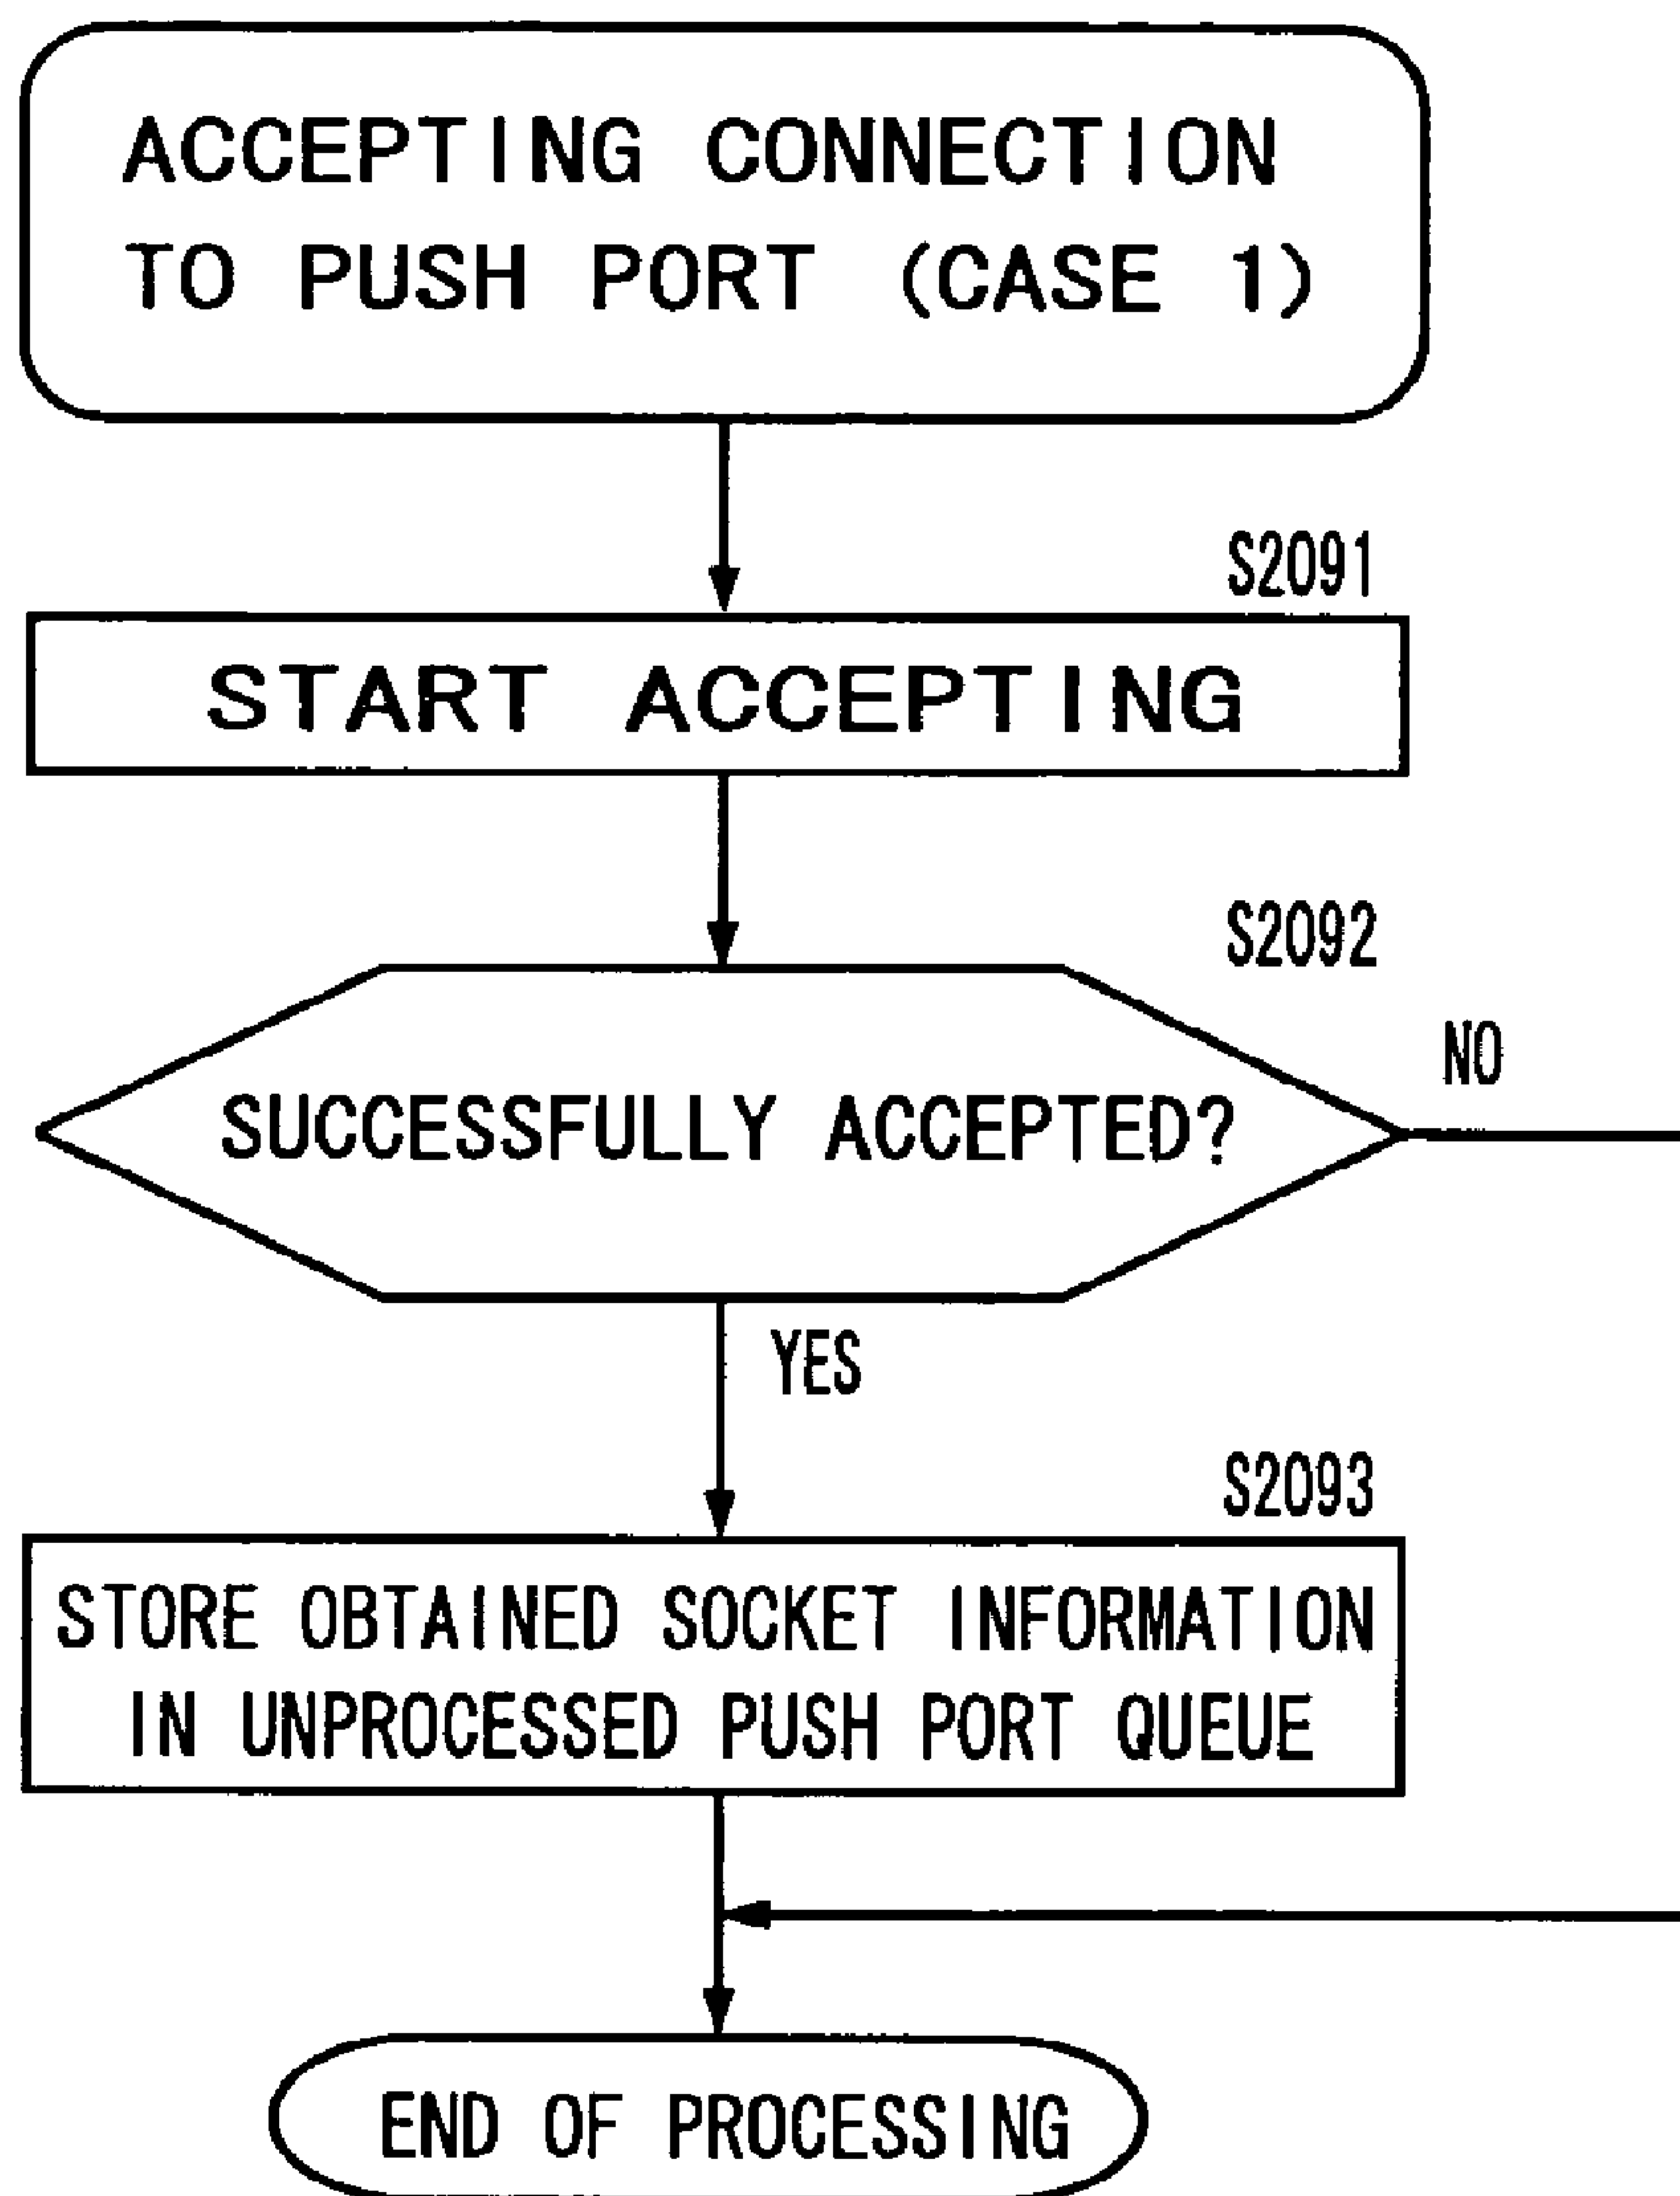 ACCEPTING CONNECTION
TO PUSH PORT (CASE 1)
S2091
START ACCEPTING
S2092
NO
SUCCESSFULLY ACCEPTED?
YES
S2093
STORE OBTAINED SOCKET INFORMATION
IN UNPROCESSED PUSH PORT QUEUE
END OF PROCESSING